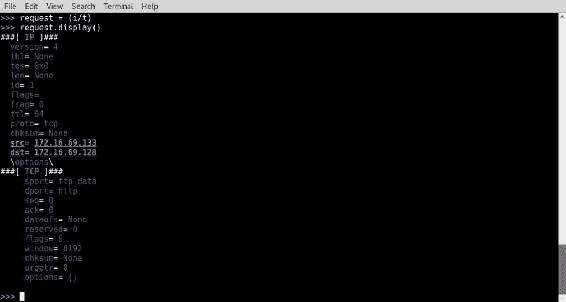 File Edit View Search Terminal Help
>>> request = (i/t)
>>> request.display()
###[ IP ]###
version= 4
ihl= None
tos= 0x0
len= None
id= 1
flags=
frag= 0
ttl= 64
proto= tcp
chksum= None
src= 172.16.69.133
dst= 172.16.69.128
\options\
###[ TCP ]###
sport= ftp_data
dport= http
seq= 0
ack= 0
dataofs= None
reserved= 0
flags= S
window= 8192
chksum= None
urgptr= 0
options= {}
>>>